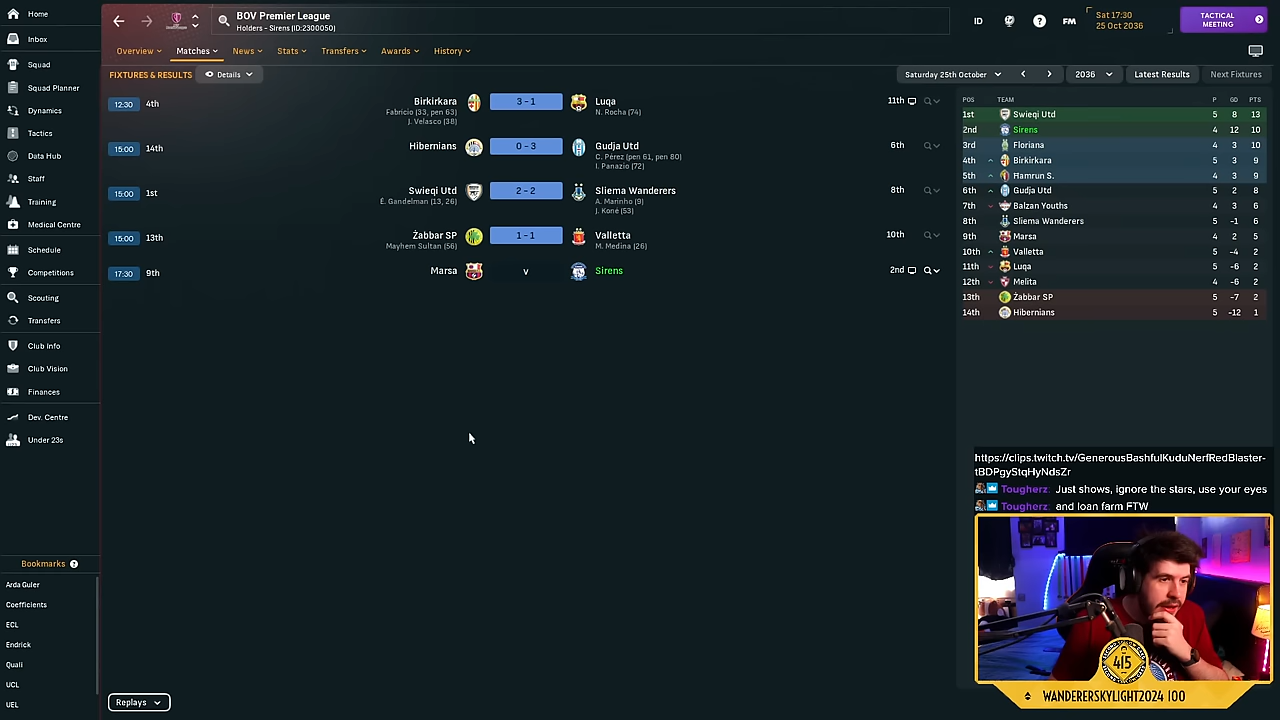 Home
BOV Premier League
Holders - Sirens (ID:2300050)
ID
?
FM
Sat 17:30
25 Oct 2036
TACTICAL
MEETING
Inbox
Squad
Squad Planner
Dynamics
Tactics
Data Hub
Staff
Training
Medical Centre
Schedule
Competitions
Scouting
Transfers
Club Info
Club Vision
Finances
Dev. Centre
Under 23s
Overview
Matches
News
Stats
Transfers
Awards
History
FIXTURES & RESULTS
Details
Saturday 25th October
2036
Latest Results
Next Fixtures
12:30 4th Birkirkara 3 - 1 Luqa 11th
Fabricio (33, pen 63) N. Rocha (74)
J. Velasco (38)
15:00 14th Hibernians 0 - 3 Gudja Utd 6th
C. Pérez (pen 61, pen 80)
I. Panazio (72)
15:00 1st Swieqi Utd 2 - 2 Sliema Wanderers 8th
É. Gandelman (13, 26) A. Marinho (9)
J. Koné (53)
15:00 13th Żabbar SP 1 - 1 Valletta 10th
Mayhem Sultan (56) M. Medina (26)
17:30 9th Marsa v Sirens 2nd
POS TEAM P GD PTS
1st Swieqi Utd 5 8 13
2nd Sirens 4 12 10
3rd Floriana 4 3 10
4th Birkirkara 5 3 9
5th Hamrun S. 4 3 9
6th Gudja Utd 5 2 8
7th Balzan Youths 4 3 6
8th Sliema Wanderers 5 -1 6
9th Marsa 4 2 5
10th Valletta 5 -4 2
11th Luqa 5 -6 2
12th Melita 4 -6 2
13th Żabbar SP 5 -7 2
14th Hibernians 5 -12 1
https://clips.twitch.tv/GenerousBashfulKuduNerfRedBlaster-
tBDPgyStqHyNdsZr
Tougherz: Just shows, ignore the stars, use your eyes
Tougherz: and loan farm FTW
Bookmarks ?
Arda Guler
Coefficients
ECL
Endrick
Quali
UCL
UEL
Replays
415
WANDERERSKYLIGHT2024 100